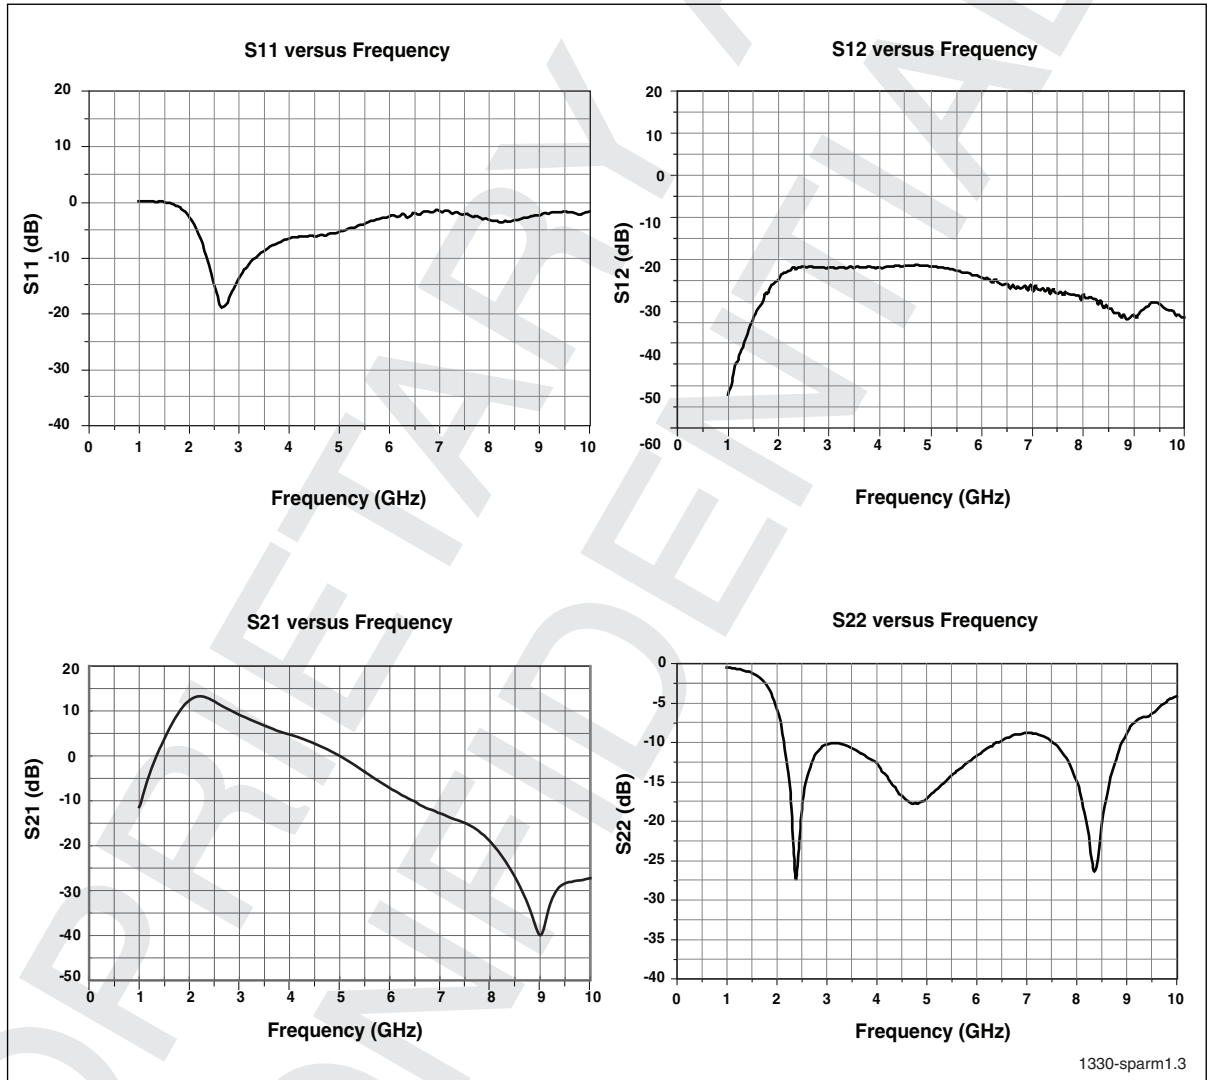 S11 versus Frequency
20
10
0
-10
-20
-30
-40
S11 (dB)
0 1 2 3 4 5 6 7 8 9 10
Frequency (GHz)
S12 versus Frequency
20
10
0
-10
-20
-30
-40
-50
-60
S12 (dB)
0 1 2 3 4 5 6 7 8 9 10
Frequency (GHz)
S21 versus Frequency
20
10
0
-10
-20
-30
-40
-50
S21 (dB)
0 1 2 3 4 5 6 7 8 9 10
Frequency (GHz)
S22 versus Frequency
0
-5
-10
-15
-20
-25
-30
-35
-40
S22 (dB)
0 1 2 3 4 5 6 7 8 9 10
Frequency (GHz)
1330-sparm1.3